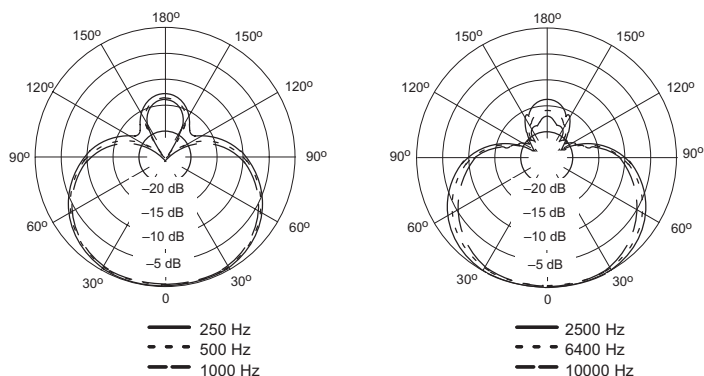 180º
150º 150º
120º 120º
90º 90º
60º 60º
30º 30º
0
–20 dB
–15 dB
–10 dB
–5 dB
250 Hz
500 Hz
1000 Hz
180º
150º 150º
120º 120º
90º 90º
60º 60º
30º 30º
0
–20 dB
–15 dB
–10 dB
–5 dB
2500 Hz
6400 Hz
10000 Hz